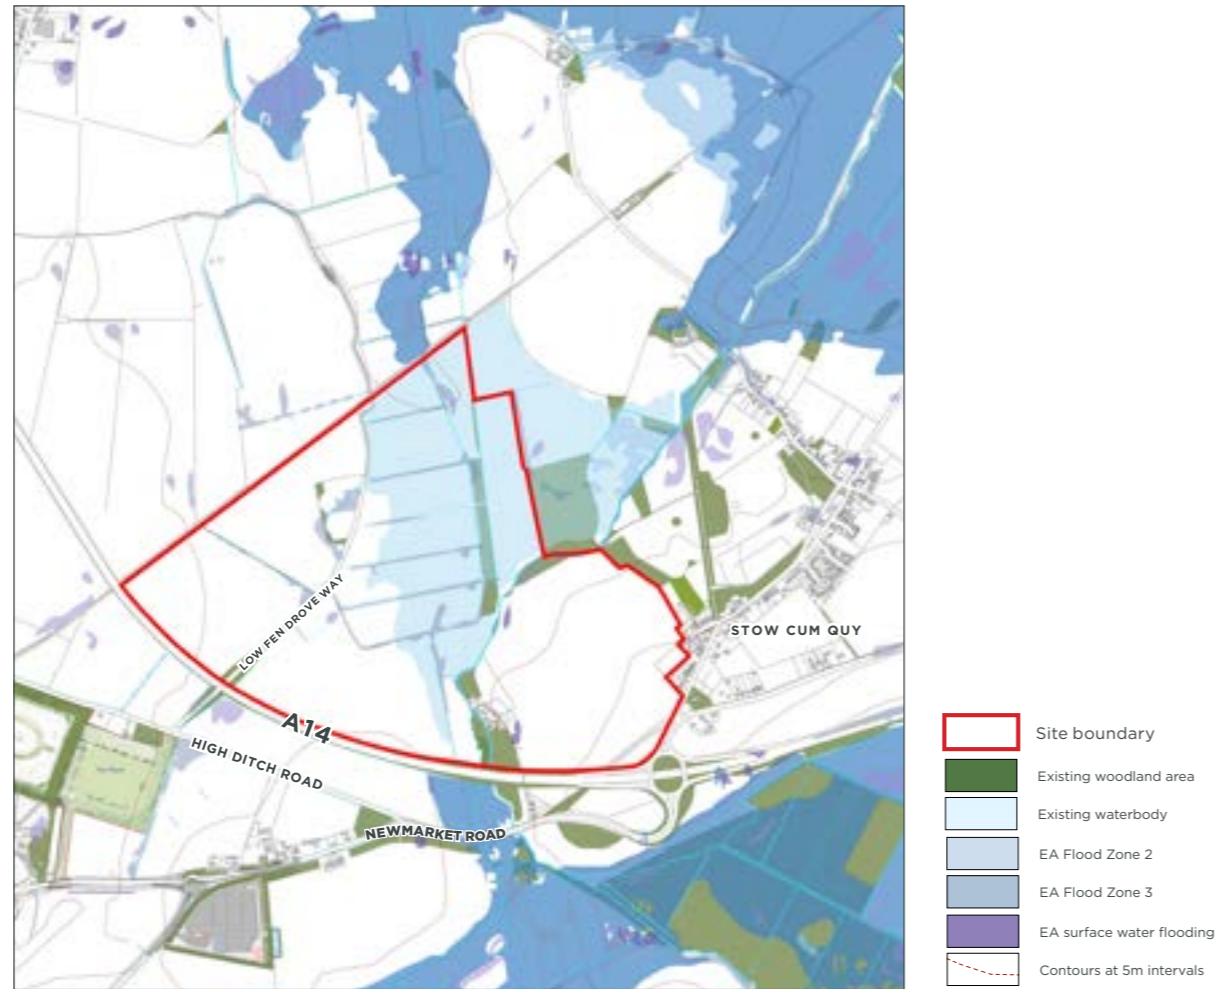 LOW FEN DROVE WAY
STOW CUM QUY
A14
HIGH DITCH ROAD
NEWMARKET ROAD
Site boundary
Existing woodland area
Existing waterbody
EA Flood Zone 2
EA Flood Zone 3
EA surface water flooding
Contours at 5m intervals